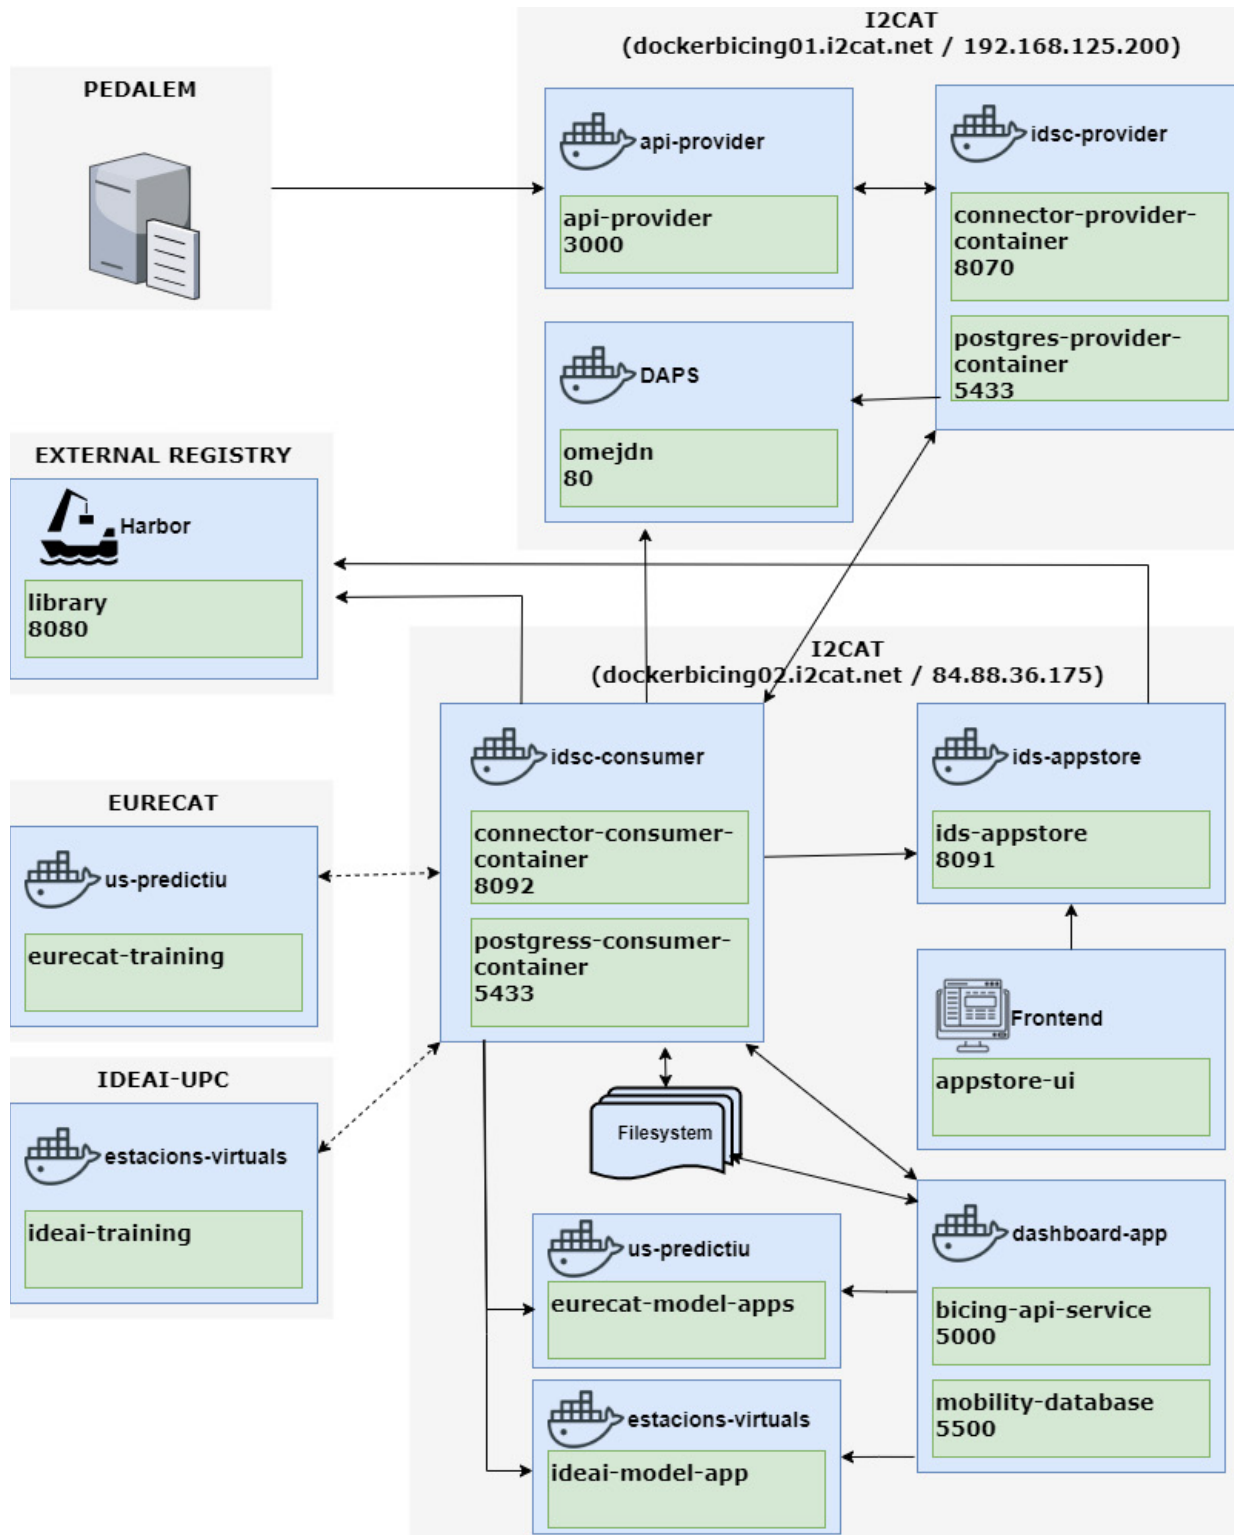 I2CAT
(dockerbicing01.i2cat.net / 192.168.125.200)
PEDALEM
api-provider
api-provider
3000
idsc-provider
connector-provider-
container
8070
postgres-provider-
container
5433
DAPS
omejdn
80
EXTERNAL REGISTRY
Harbor
library
8080
I2CAT
(dockerbicing02.i2cat.net / 84.88.36.175)
idsc-consumer
connector-consumer-
container
8092
postgress-consumer-
container
5433
ids-appstore
ids-appstore
8091
EURECAT
us-predictiu
eurecat-training
Frontend
appstore-ui
IDEAI-UPC
estacions-virtuals
ideai-training
Filesystem
us-predictiu
eurecat-model-apps
dashboard-app
bicing-api-service
5000
mobility-database
5500
estacions-virtuals
ideai-model-app